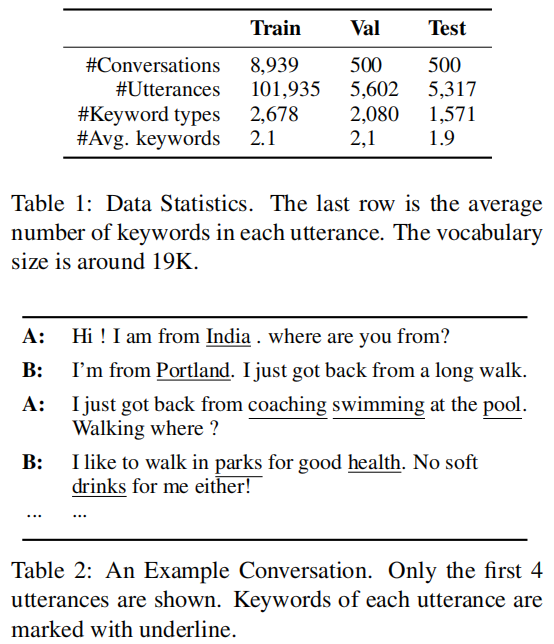 Train Val Test
#Conversations 8,939 500 500
#Utterances 101,935 5,602 5,317
#Keyword types 2,678 2,080 1,571
#Avg. keywords 2.1 2,1 1.9
Table 1: Data Statistics. The last row is the average
number of keywords in each utterance. The vocabulary
size is around 19K.
A: Hi ! I am from India . where are you from?
B: I'm from Portland. I just got back from a long walk.
A: I just got back from coaching swimming at the pool.
Walking where ?
B: I like to walk in parks for good health. No soft
drinks for me either!
... ...
Table 2: An Example Conversation. Only the first 4
utterances are shown. Keywords of each utterance are
marked with underline.